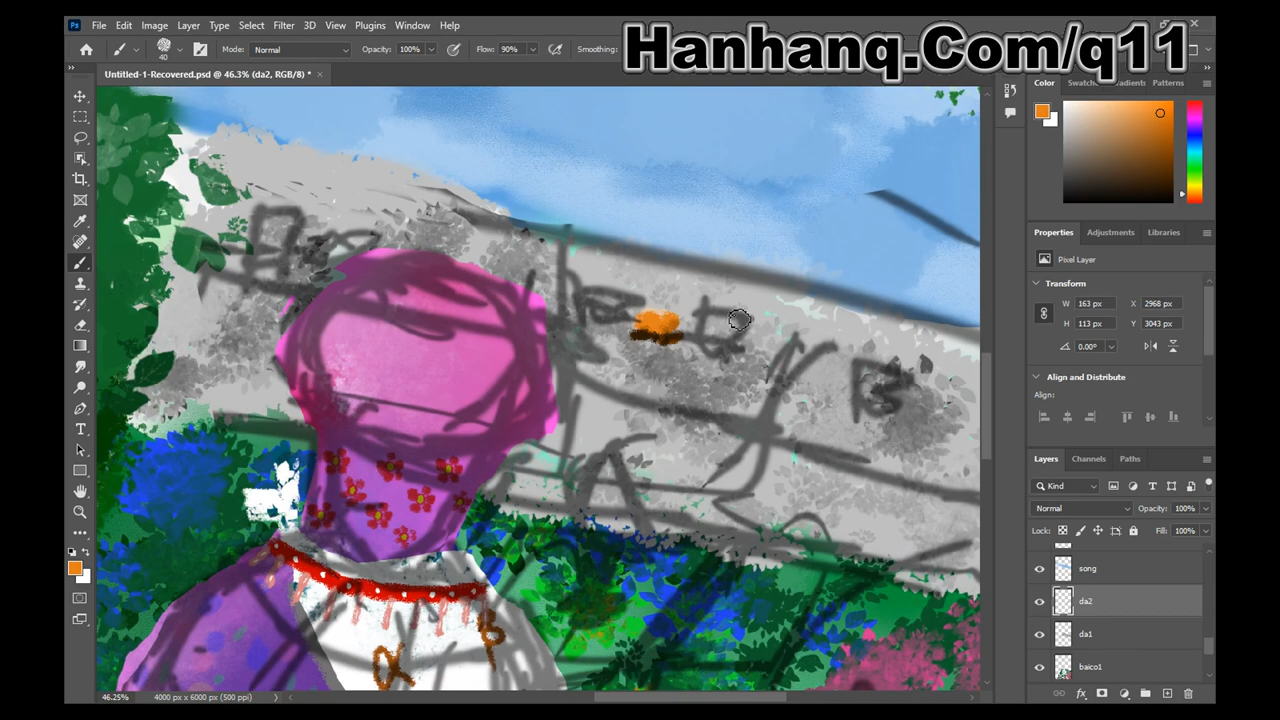 Hanhanq.Com/q11
Ps File Edit Image Layer Type Select Filter 3D View Plugins Window Help
40 Mode: Normal Opacity: 100% Flow: 90% Smoothing:
Untitled-1-Recovered.psd @ 46.3% (da2, RGB/8) *
Color Swatches Gradients Patterns
Properties Adjustments Libraries
Pixel Layer
Transform
W 163 px X 2968 px
H 113 px Y 3043 px
0.00°
Align and Distribute
Align:
Layers Channels Paths
Kind
Normal Opacity: 100%
Lock: Fill: 100%
song
da2
da1
baico1
46.25% 4000 px x 6000 px (500 ppi)